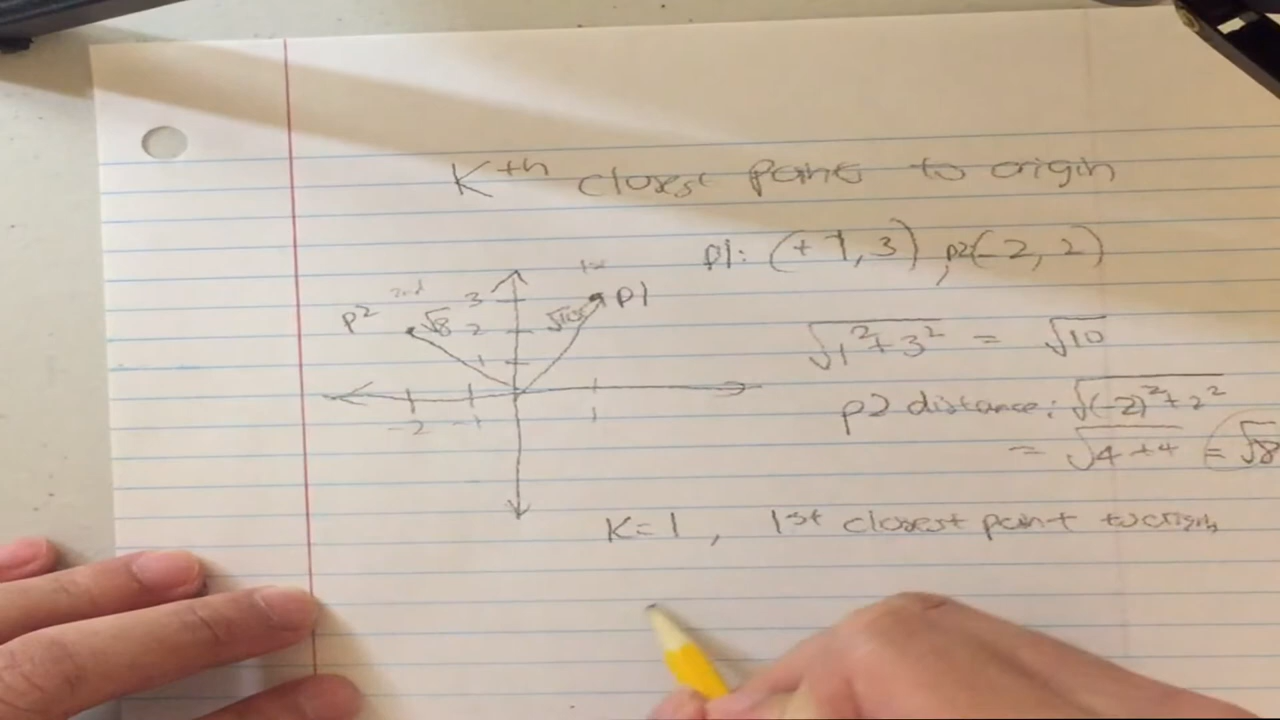 Kth closest point to origin
p1: (+1, 3), p2(-2, 2)
p2 2nd √8 3 2 1 √10 1st p1
√1²+3² = √10
-2 -1 1
p2 distance: √(-2)²+2²
= √4+4 = √8
K=1, 1st closest point to origin